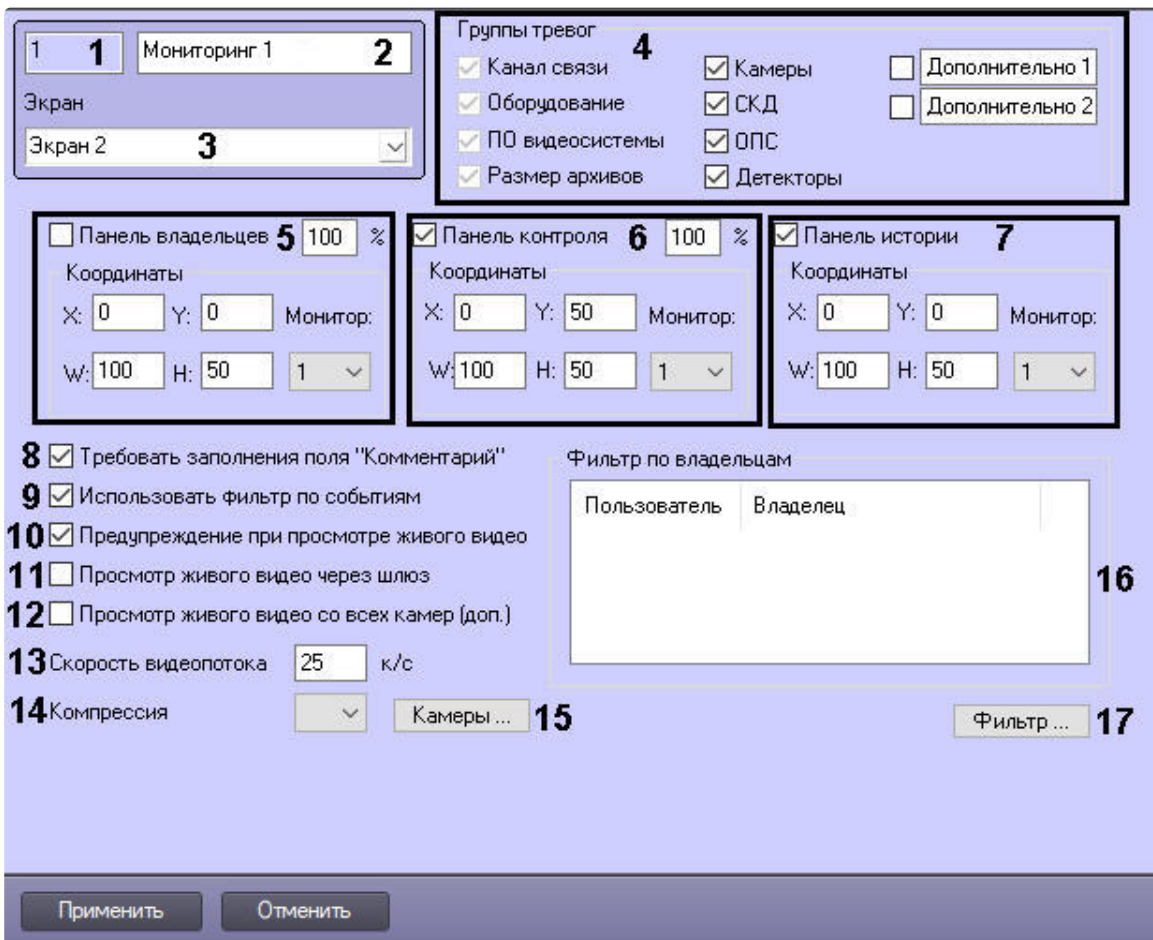 1 1 Мониторинг 1 2
Экран
Экран 2 3
Группы тревог 4
Канал связи Камеры Дополнительно 1
Оборудование СКД Дополнительно 2
ПО видеосистемы ОПС
Размер архивов Детекторы
Панель владельцев 5 100 %
Координаты
X: 0 Y: 0 Монитор:
W: 100 H: 50 1
Панель контроля 6 100 %
Координаты
X: 0 Y: 50 Монитор:
W: 100 H: 50 1
Панель истории 7
Координаты
X: 0 Y: 0 Монитор:
W: 100 H: 50 1
8 Требовать заполнения поля "Комментарий"
9 Использовать фильтр по событиям
10 Предупреждение при просмотре живого видео
11 Просмотр живого видео через шлюз
12 Просмотр живого видео со всех камер (доп.)
13 Скорость видеопотока 25 к/с
14 Компрессия Камеры ... 15
Фильтр по владельцам
Пользователь Владелец
16
Фильтр ... 17
Применить Отменить